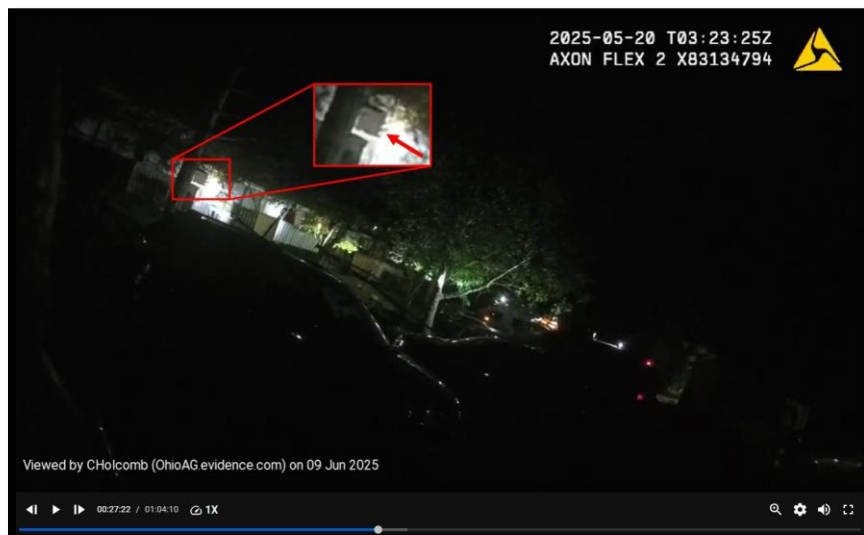 2025-05-20 T03:23:25Z
AXON FLEX 2 X83134794
Viewed by CHolcomb (OhioAG.evidence.com) on 09 Jun 2025
00:27:22 / 01:04:10 1X